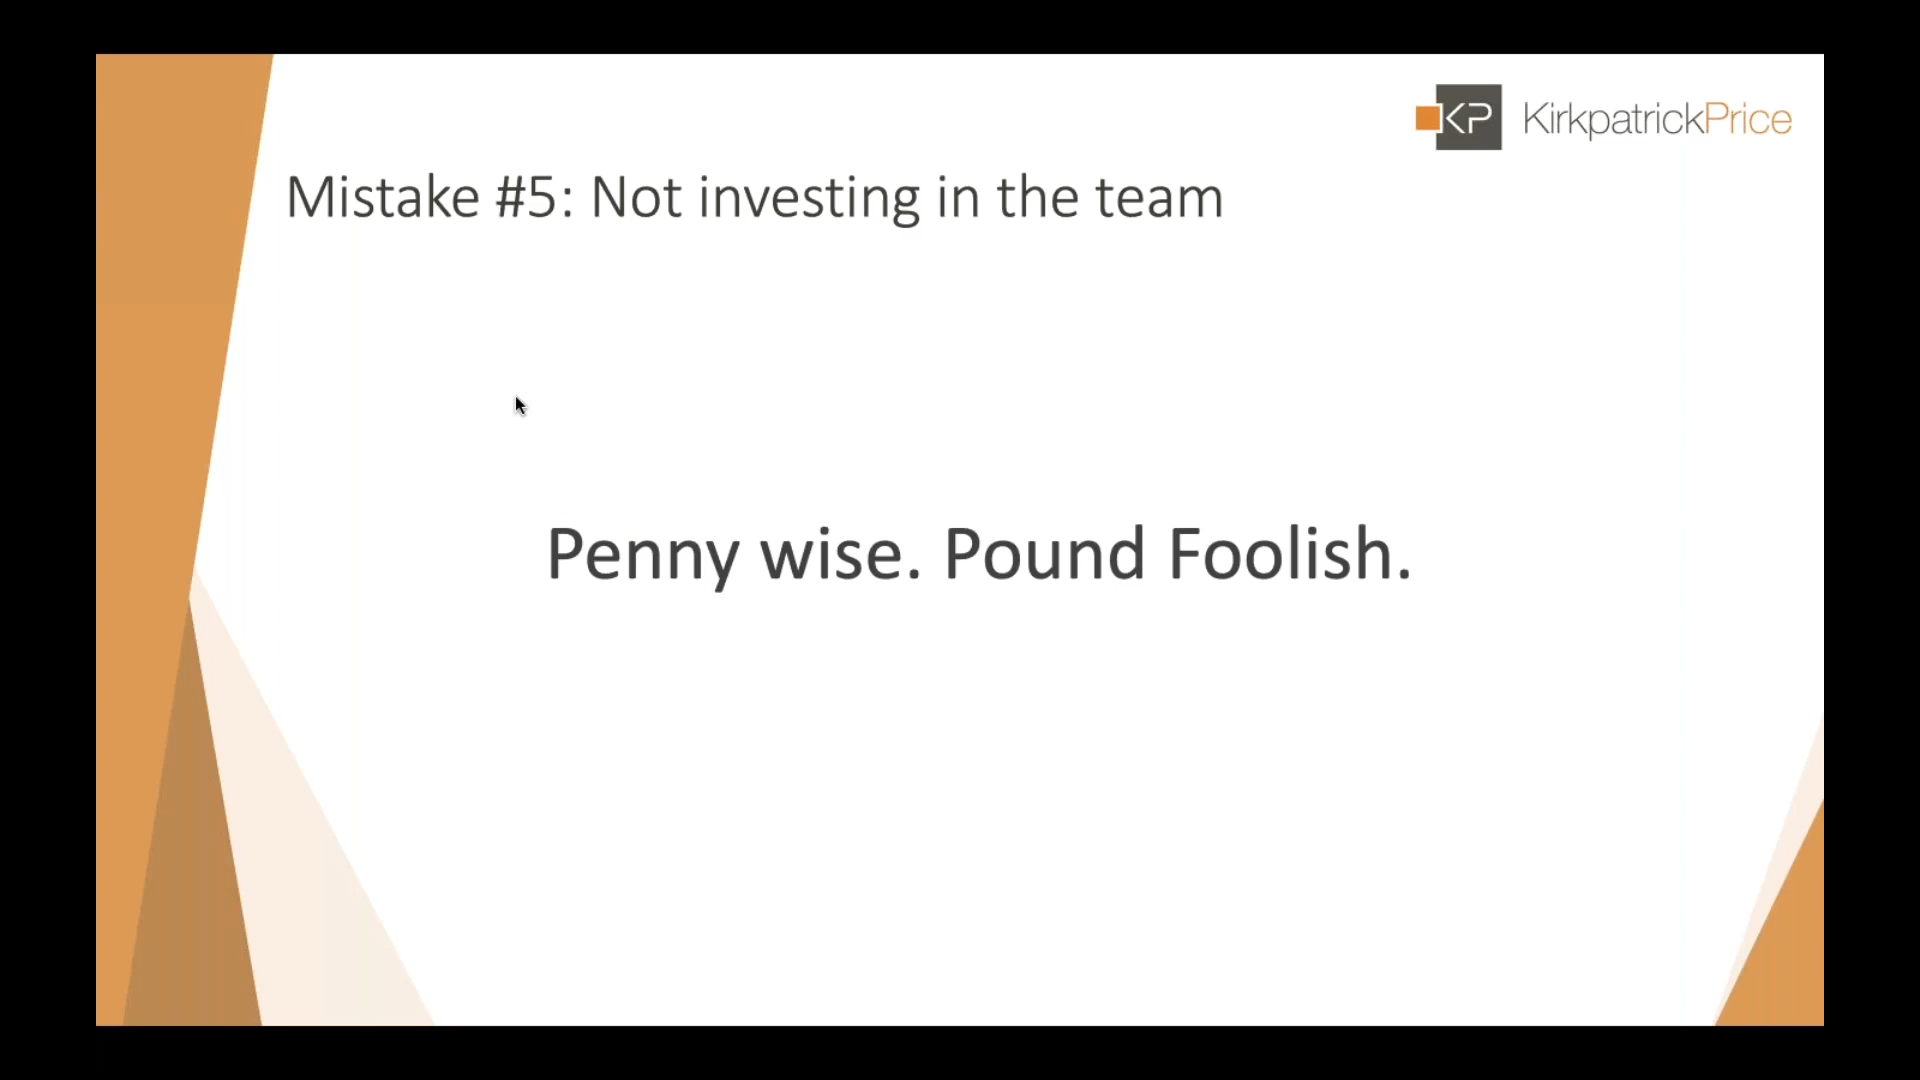 KP KirkpatrickPrice
Mistake #5: Not investing in the team
Penny wise. Pound Foolish.